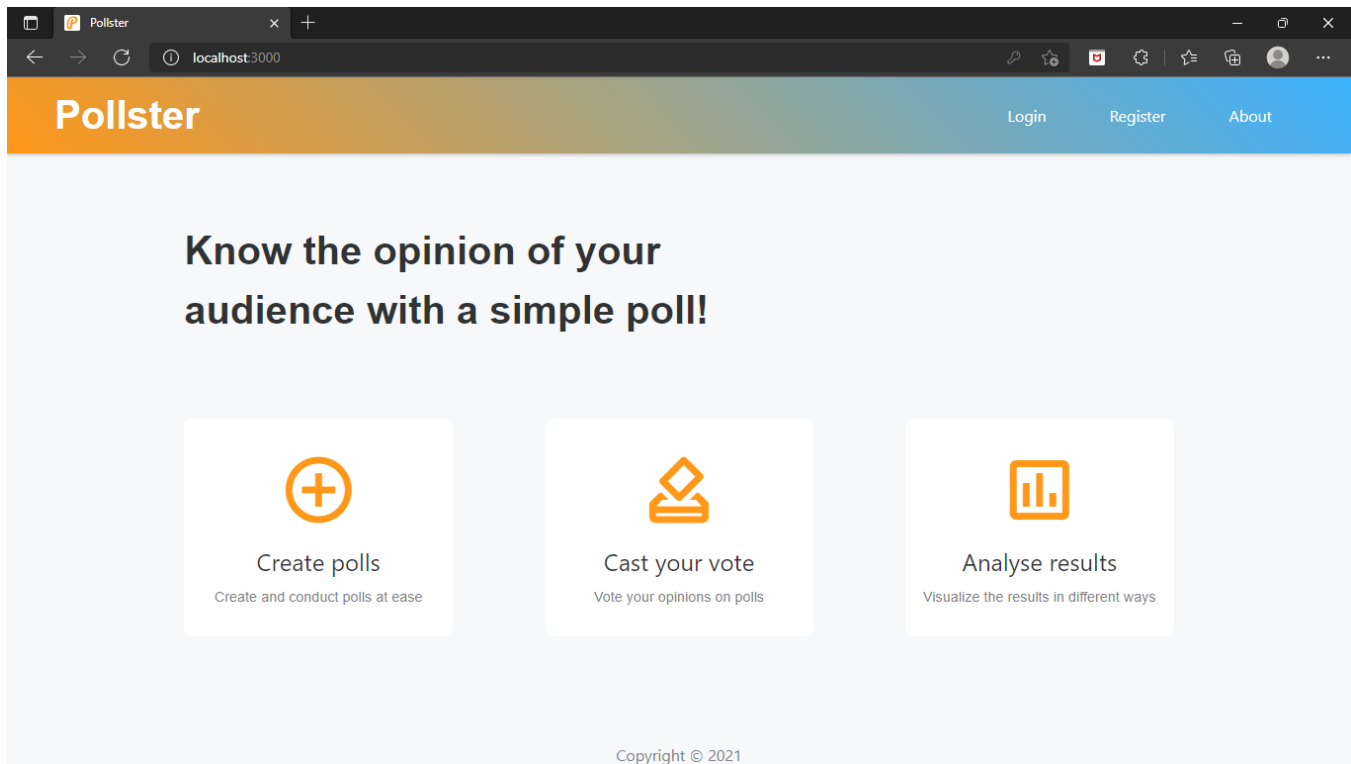 Pollster
localhost:3000
Pollster
Login Register About
Know the opinion of your
audience with a simple poll!
Create polls
Create and conduct polls at ease
Cast your vote
Vote your opinions on polls
Analyse results
Visualize the results in different ways
Copyright © 2021